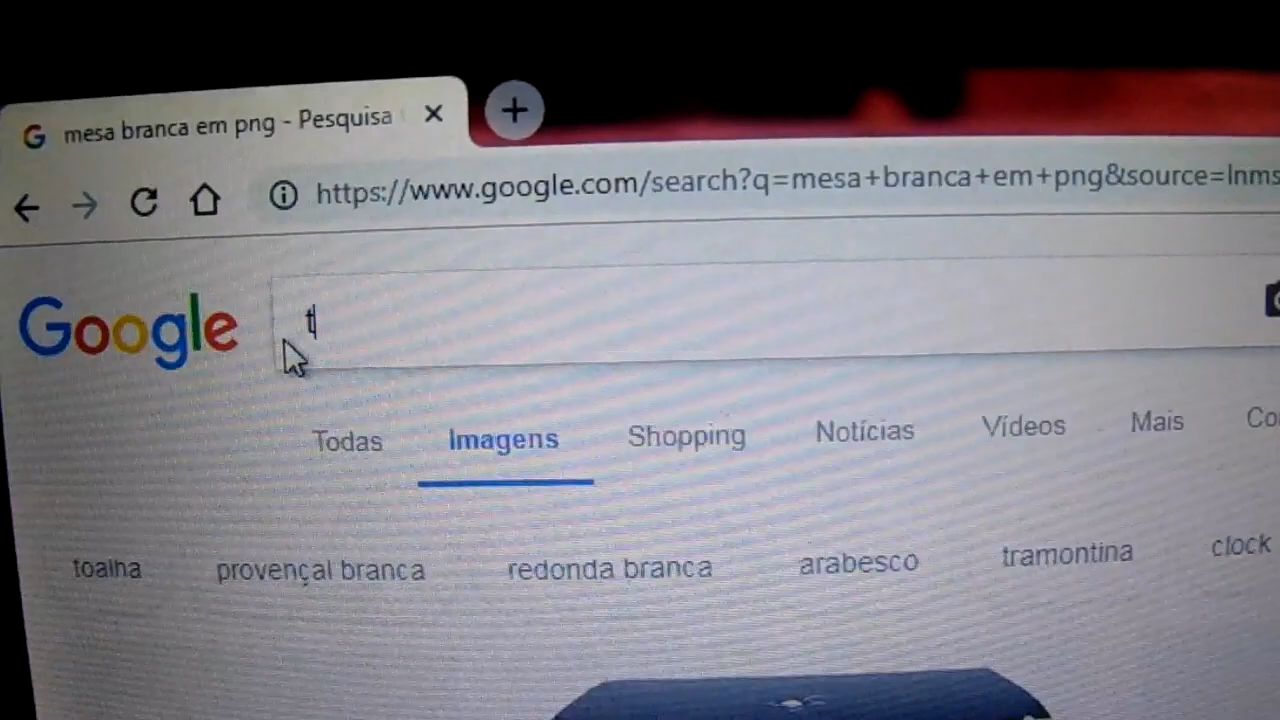 mesa branca em png - Pesquisa
https://www.google.com/search?q=mesa+branca+em+png&source=lnms
Google
t
Todas Imagens Shopping Notícias Vídeos Mais Co
toalha provençal branca redonda branca arabesco tramontina clock